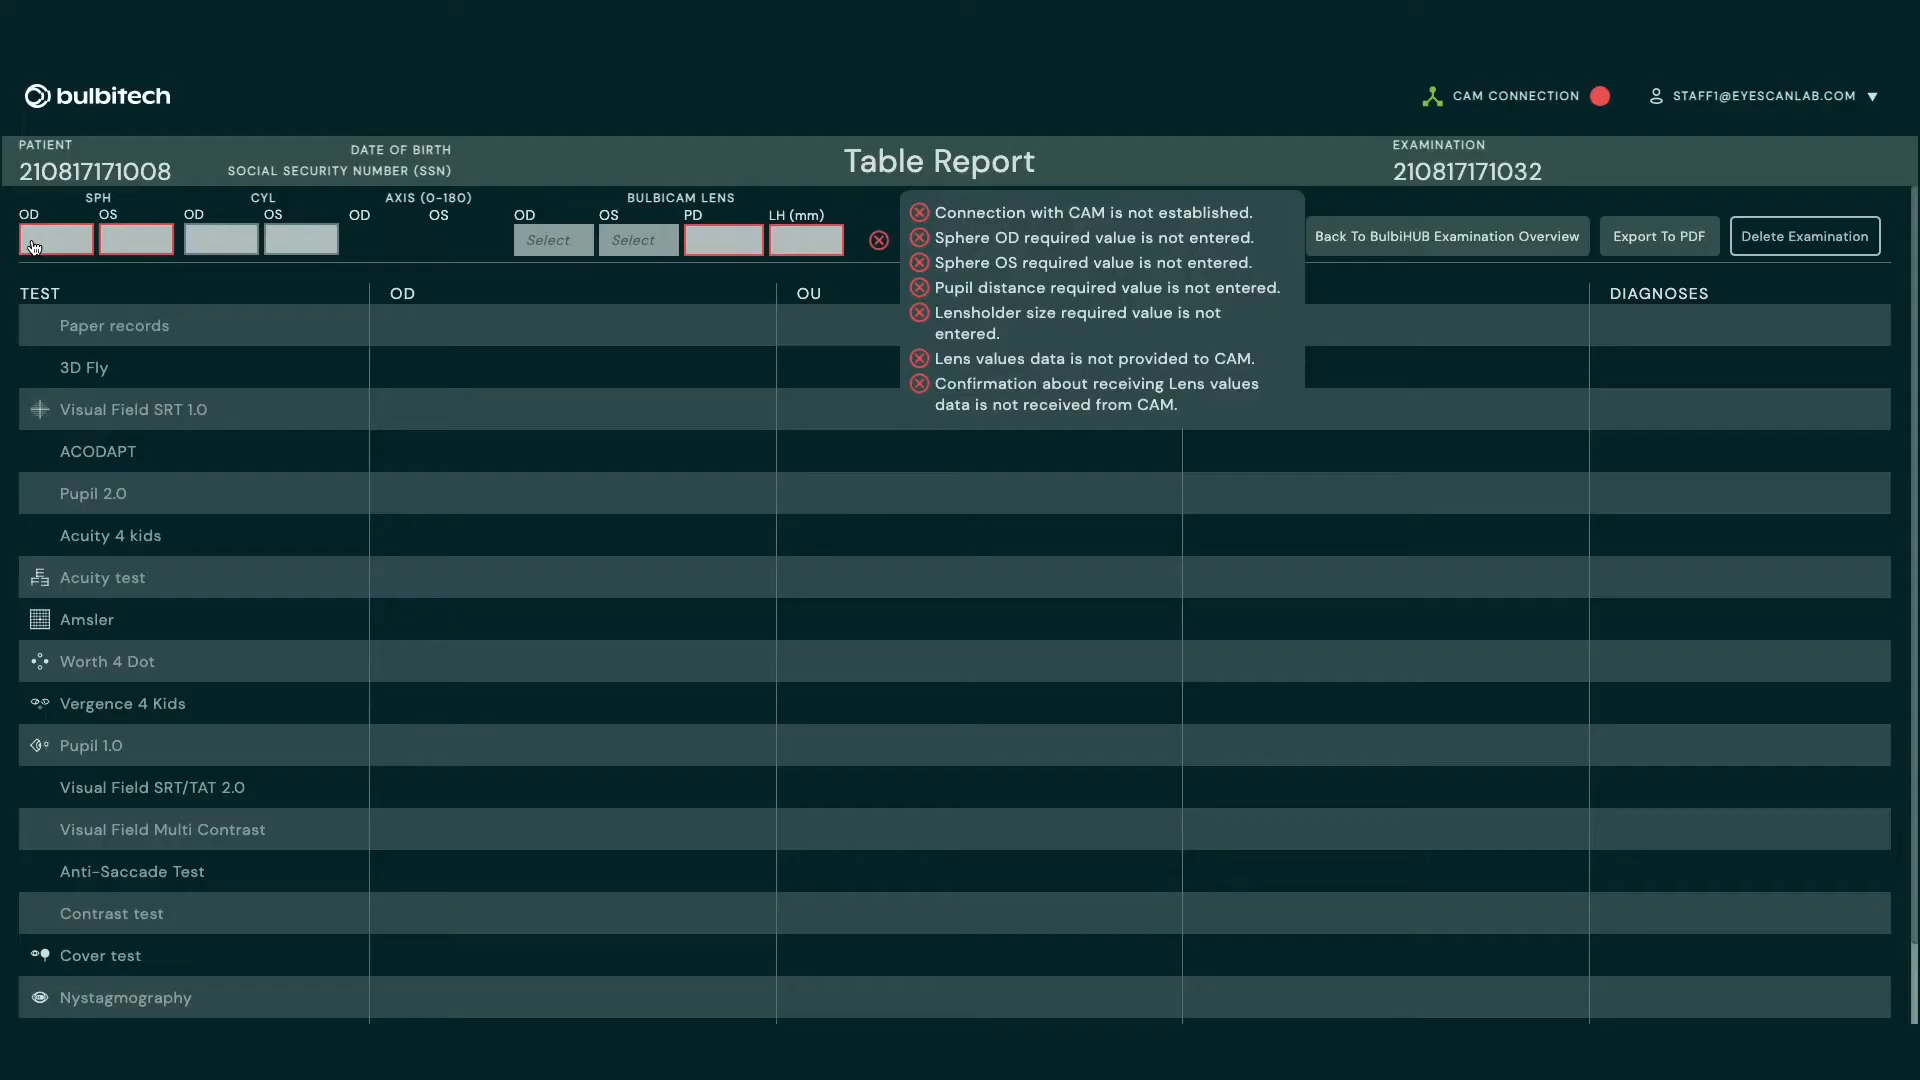 bulbitech
CAM CONNECTION
STAFF1@EYESCANLAB.COM
PATIENT
210817171008
DATE OF BIRTH
SOCIAL SECURITY NUMBER (SSN)
Table Report
EXAMINATION
210817171032
SPH
CYL
AXIS (0-180)
BULBICAM LENS
OD OS OD OS OD OS OD OS PD LH (mm)
Select Select
Connection with CAM is not established.
Sphere OD required value is not entered.
Sphere OS required value is not entered.
Pupil distance required value is not entered.
Lensholder size required value is not
entered.
Lens values data is not provided to CAM.
Confirmation about receiving Lens values
data is not received from CAM.
Back To BulbiHUB Examination Overview
Export To PDF
Delete Examination
TEST OD OU DIAGNOSES
Paper records
3D Fly
Visual Field SRT 1.0
ACODAPT
Pupil 2.0
Acuity 4 kids
Acuity test
Amsler
Worth 4 Dot
Vergence 4 Kids
Pupil 1.0
Visual Field SRT/TAT 2.0
Visual Field Multi Contrast
Anti-Saccade Test
Contrast test
Cover test
Nystagmography